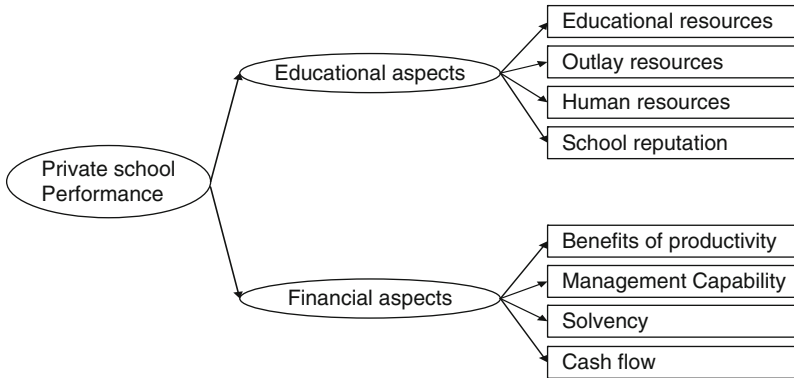 Private school
Performance
Educational aspects
Educational resources
Outlay resources
Human resources
School reputation
Financial aspects
Benefits of productivity
Management Capability
Solvency
Cash flow